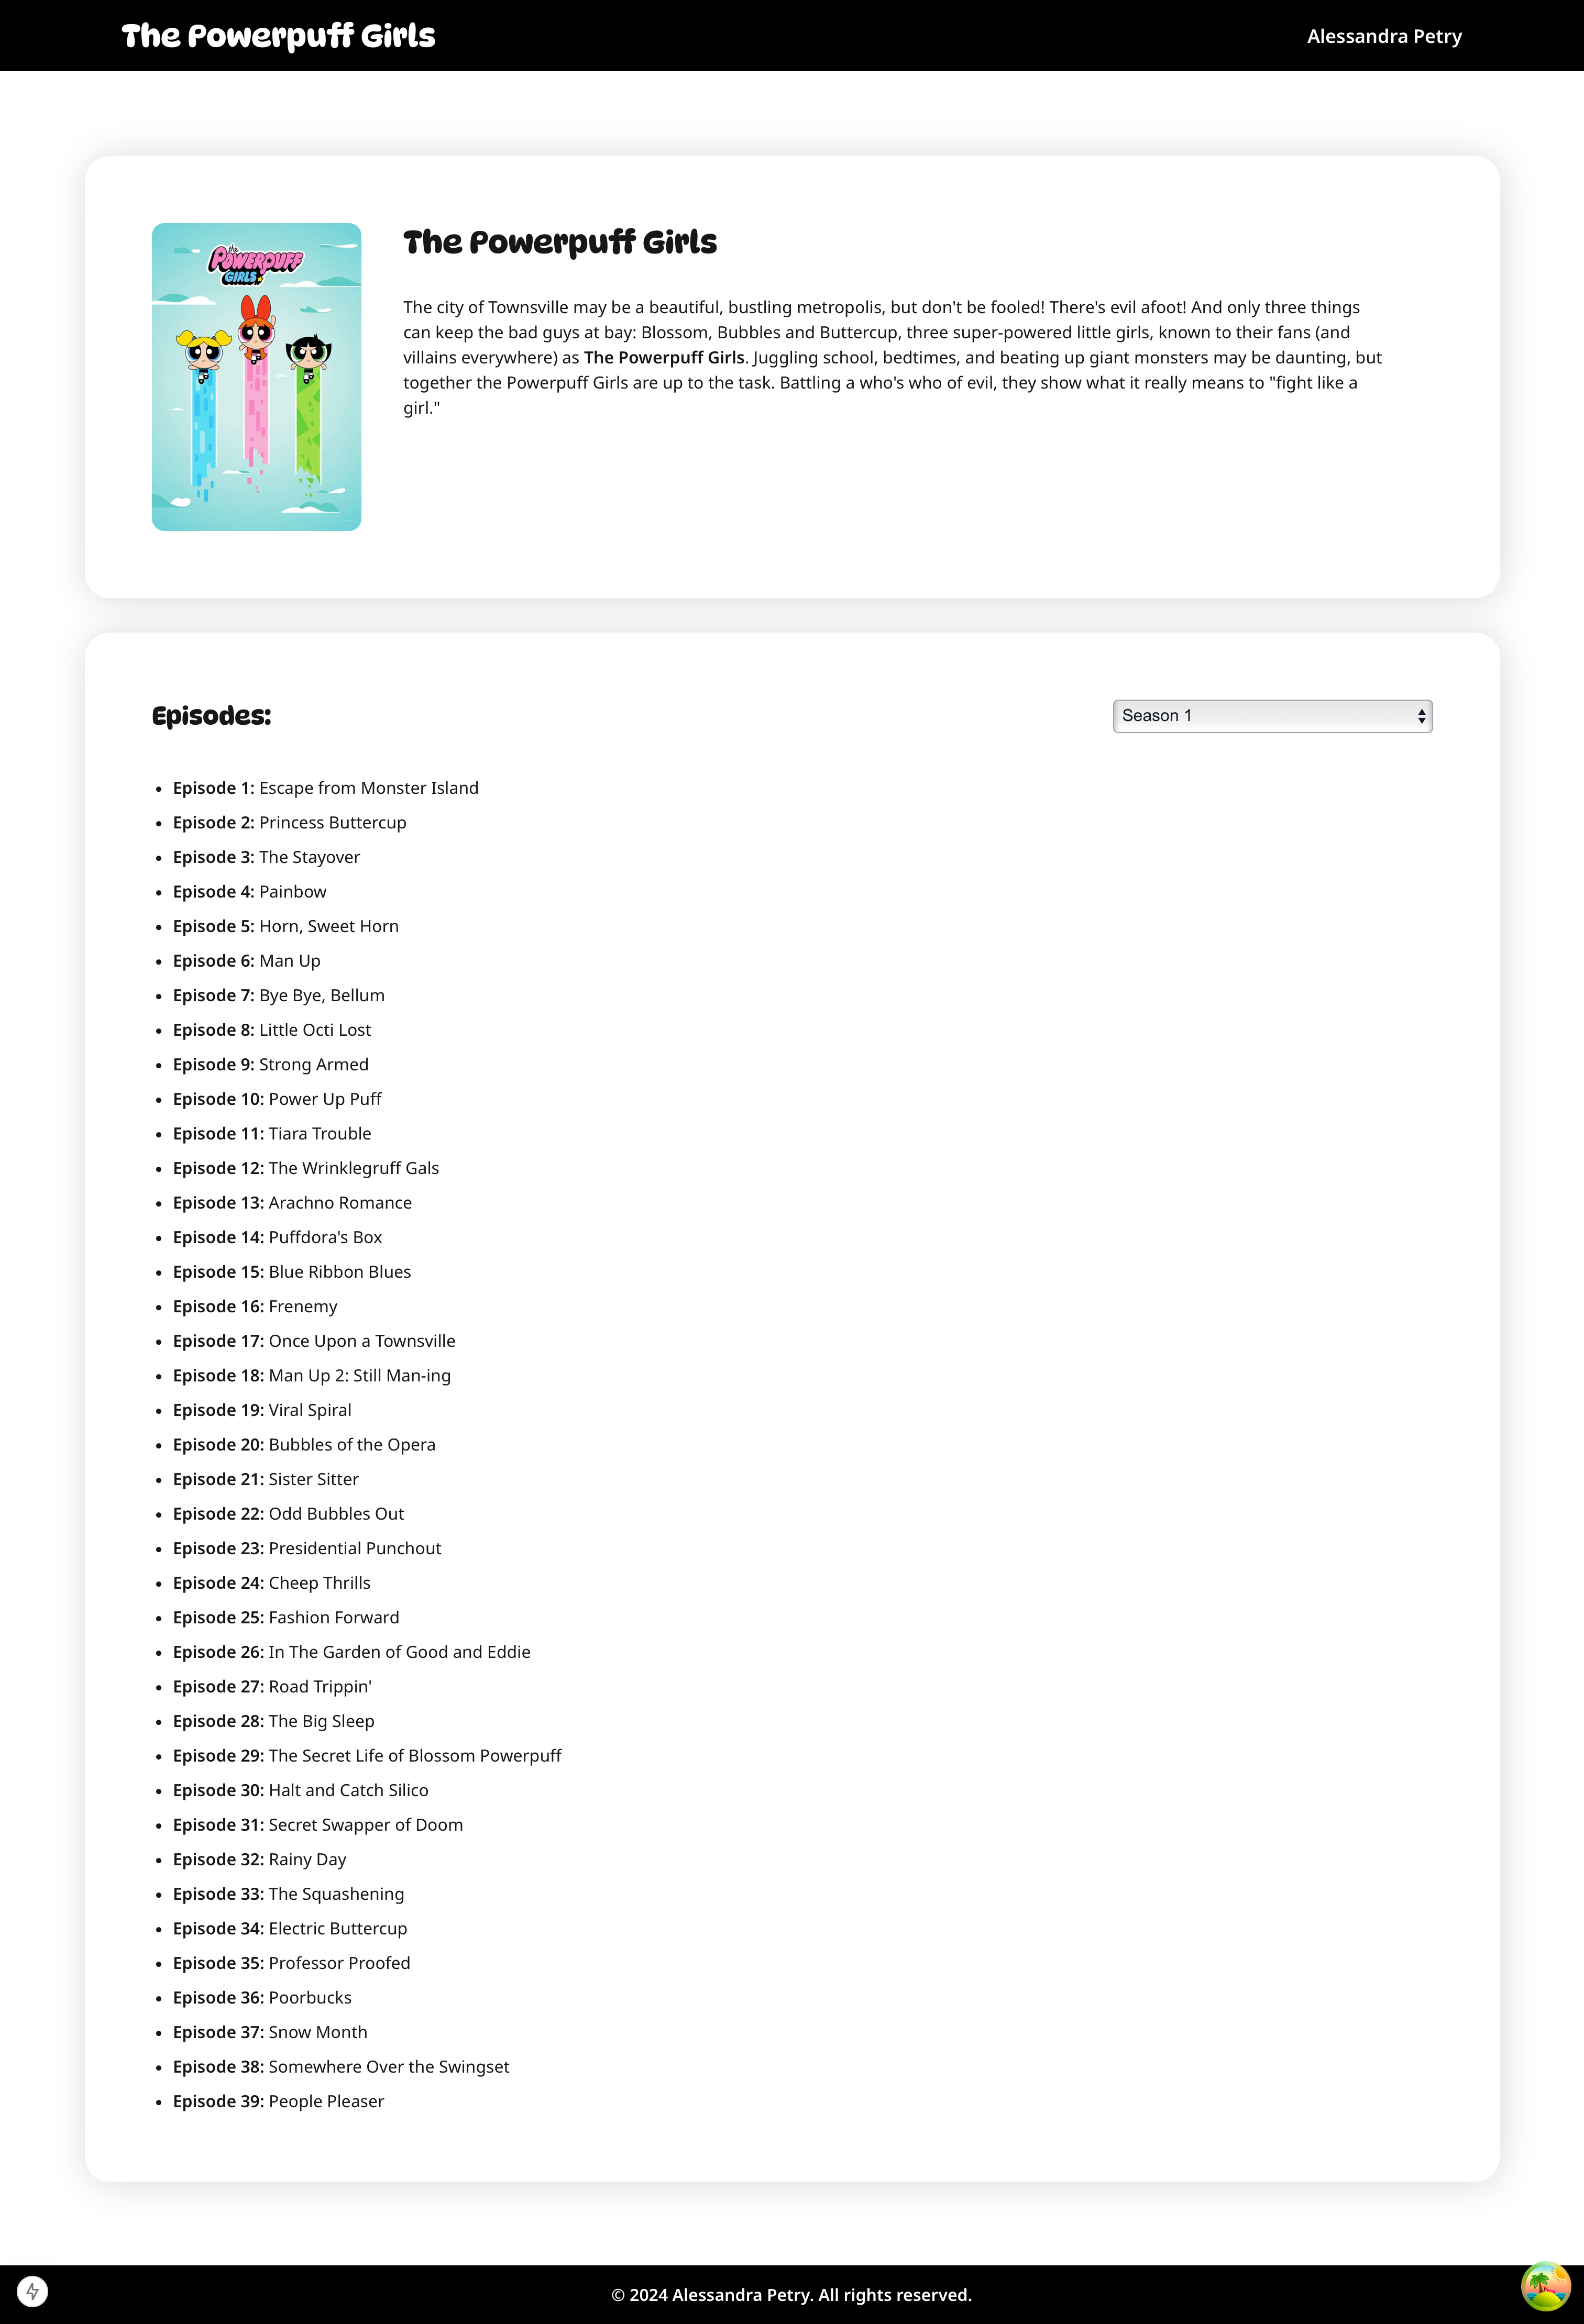 The Powerpuff Girls
Alessandra Petry
the
POWERPUFF
GIRLS
The Powerpuff Girls
The city of Townsville may be a beautiful, bustling metropolis, but don't be fooled! There's evil afoot! And only three things
can keep the bad guys at bay: Blossom, Bubbles and Buttercup, three super-powered little girls, known to their fans (and
villains everywhere) as The Powerpuff Girls. Juggling school, bedtimes, and beating up giant monsters may be daunting, but
together the Powerpuff Girls are up to the task. Battling a who's who of evil, they show what it really means to "fight like a
girl."
Episodes:
Season 1
• Episode 1: Escape from Monster Island
• Episode 2: Princess Buttercup
• Episode 3: The Stayover
• Episode 4: Painbow
• Episode 5: Horn, Sweet Horn
• Episode 6: Man Up
• Episode 7: Bye Bye, Bellum
• Episode 8: Little Octi Lost
• Episode 9: Strong Armed
• Episode 10: Power Up Puff
• Episode 11: Tiara Trouble
• Episode 12: The Wrinklegruff Gals
• Episode 13: Arachno Romance
• Episode 14: Puffdora's Box
• Episode 15: Blue Ribbon Blues
• Episode 16: Frenemy
• Episode 17: Once Upon a Townsville
• Episode 18: Man Up 2: Still Man-ing
• Episode 19: Viral Spiral
• Episode 20: Bubbles of the Opera
• Episode 21: Sister Sitter
• Episode 22: Odd Bubbles Out
• Episode 23: Presidential Punchout
• Episode 24: Cheep Thrills
• Episode 25: Fashion Forward
• Episode 26: In The Garden of Good and Eddie
• Episode 27: Road Trippin'
• Episode 28: The Big Sleep
• Episode 29: The Secret Life of Blossom Powerpuff
• Episode 30: Halt and Catch Silico
• Episode 31: Secret Swapper of Doom
• Episode 32: Rainy Day
• Episode 33: The Squashening
• Episode 34: Electric Buttercup
• Episode 35: Professor Proofed
• Episode 36: Poorbucks
• Episode 37: Snow Month
• Episode 38: Somewhere Over the Swingset
• Episode 39: People Pleaser
© 2024 Alessandra Petry. All rights reserved.